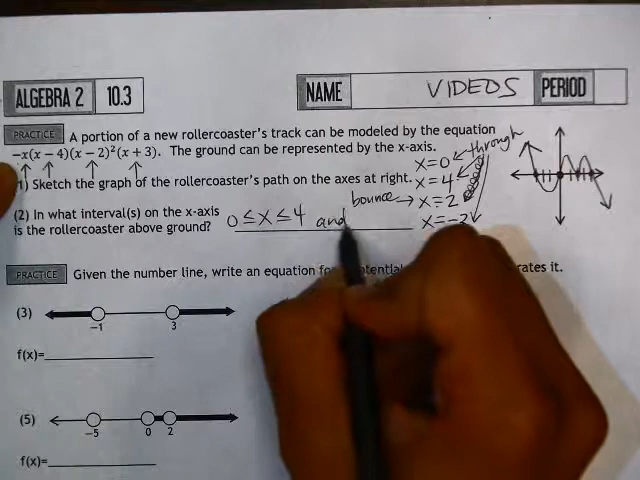 ALGEBRA 2 10.3 NAME VIDEOS PERIOD
PRACTICE A portion of a new rollercoaster's track can be modeled by the equation
−x(x − 4)(x − 2)²(x + 3). The ground can be represented by the x-axis.
through
x=0
1) Sketch the graph of the rollercoaster's path on the axes at right.
x=4
bounce → x=2
(2) In what interval(s) on the x-axis
is the rollercoaster above ground?
0 ≤ x ≤ 4 and
x=-
PRACTICE Given the number line, write an equation rates it.
(3)
-1 3
f(x)=
(5)
-5 0 2
f(x)=